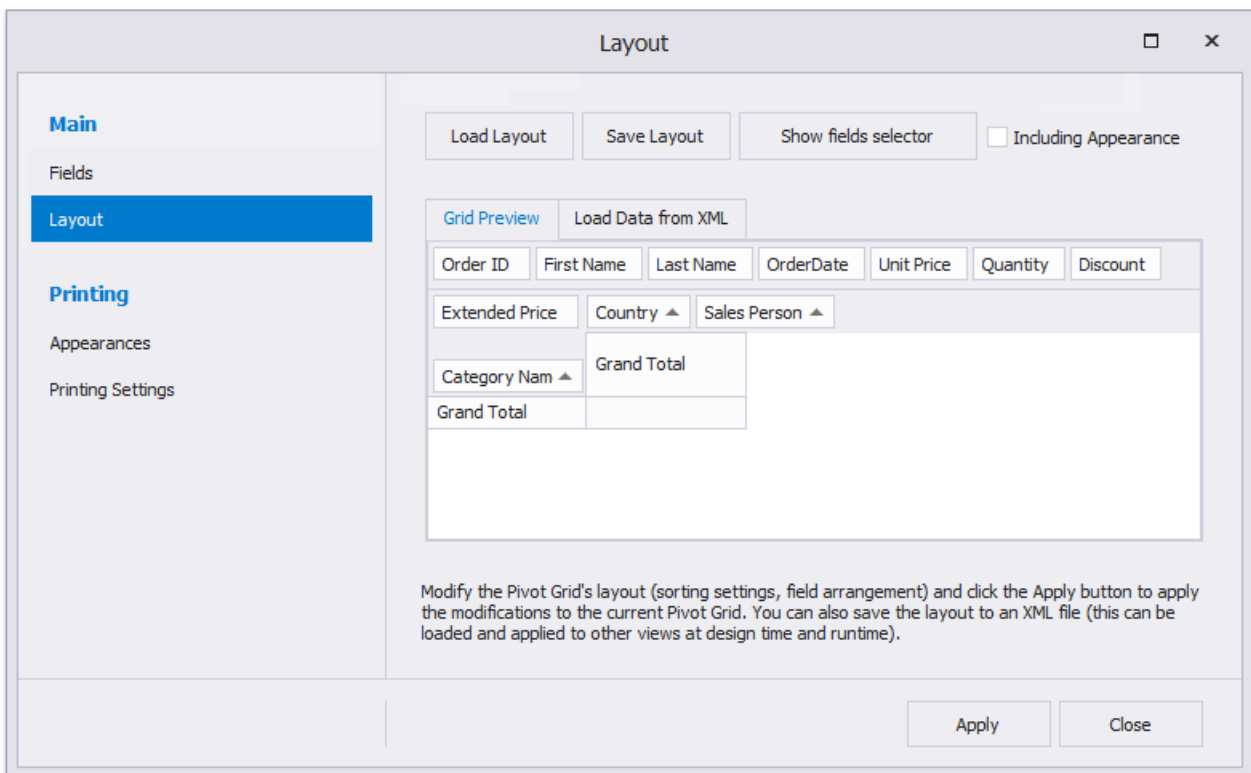 Layout
Main
Fields
Layout
Printing
Appearances
Printing Settings
Load Layout Save Layout Show fields selector Including Appearance
Grid Preview Load Data from XML
Order ID First Name Last Name OrderDate Unit Price Quantity Discount
Extended Price Country Sales Person
Category Nam Grand Total
Grand Total
Modify the Pivot Grid's layout (sorting settings, field arrangement) and click the Apply button to apply
the modifications to the current Pivot Grid. You can also save the layout to an XML file (this can be
loaded and applied to other views at design time and runtime).
Apply Close